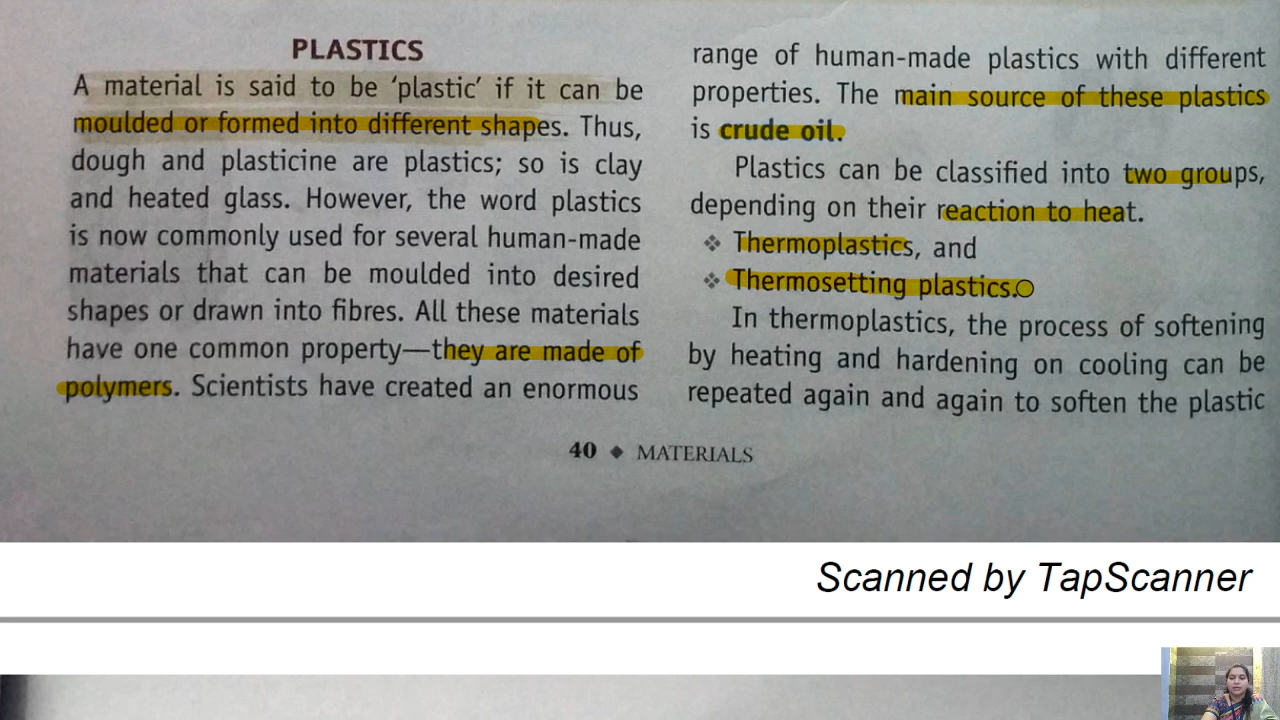 PLASTICS
A material is said to be ‘plastic’ if it can be
moulded or formed into different shapes. Thus,
dough and plasticine are plastics; so is clay
and heated glass. However, the word plastics
is now commonly used for several human-made
materials that can be moulded into desired
shapes or drawn into fibres. All these materials
have one common property—they are made of
polymers. Scientists have created an enormous
range of human-made plastics with different
properties. The main source of these plastics
is crude oil.
Plastics can be classified into two groups,
depending on their reaction to heat.
❖ Thermoplastics, and
❖ Thermosetting plastics.
In thermoplastics, the process of softening
by heating and hardening on cooling can be
repeated again and again to soften the plastic
40 ◆ MATERIALS
Scanned by TapScanner